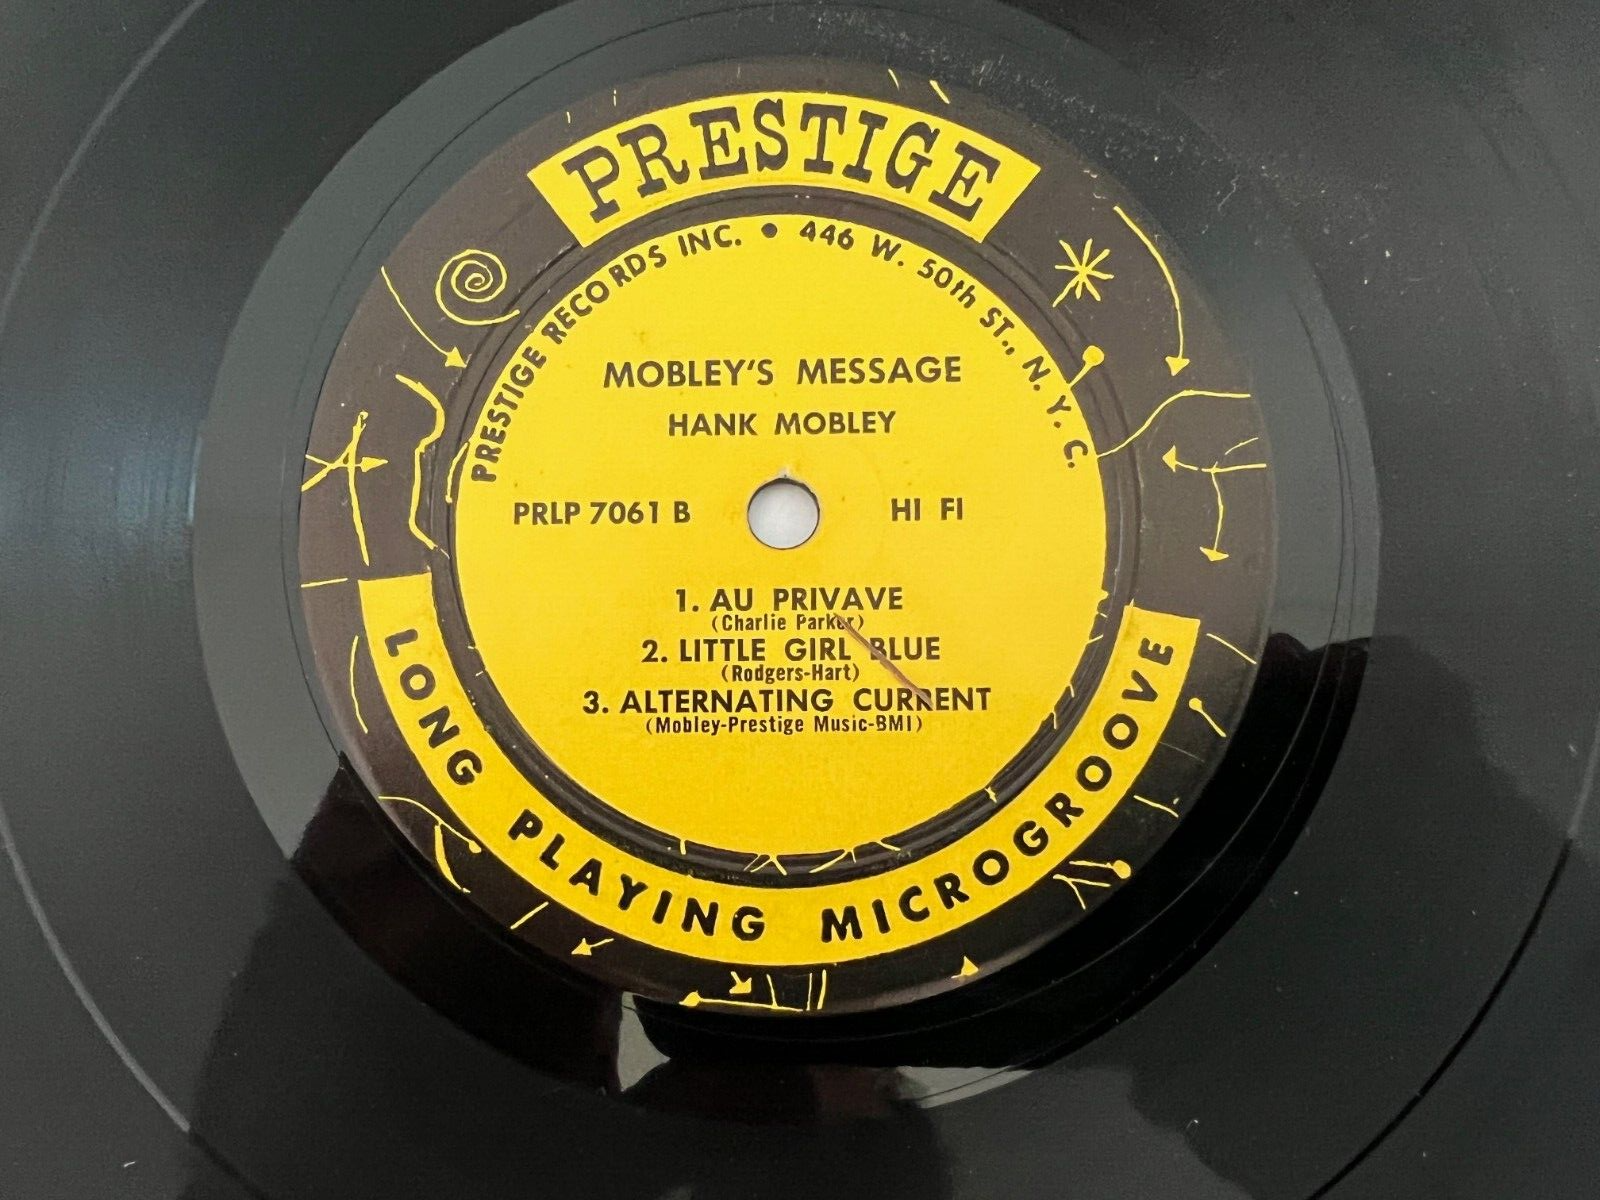 PRESTIGE
PRESTIGE RECORDS INC. • 446 W. 50th ST., N. Y. C.
MOBLEY'S MESSAGE
HANK MOBLEY
PRLP 7061 B
HI FI
1. AU PRIVAVE
(Charlie Parker)
2. LITTLE GIRL BLUE
(Rodgers-Hart)
3. ALTERNATING CURRENT
(Mobley-Prestige Music-BMI)
LONG PLAYING MICROGROOVE